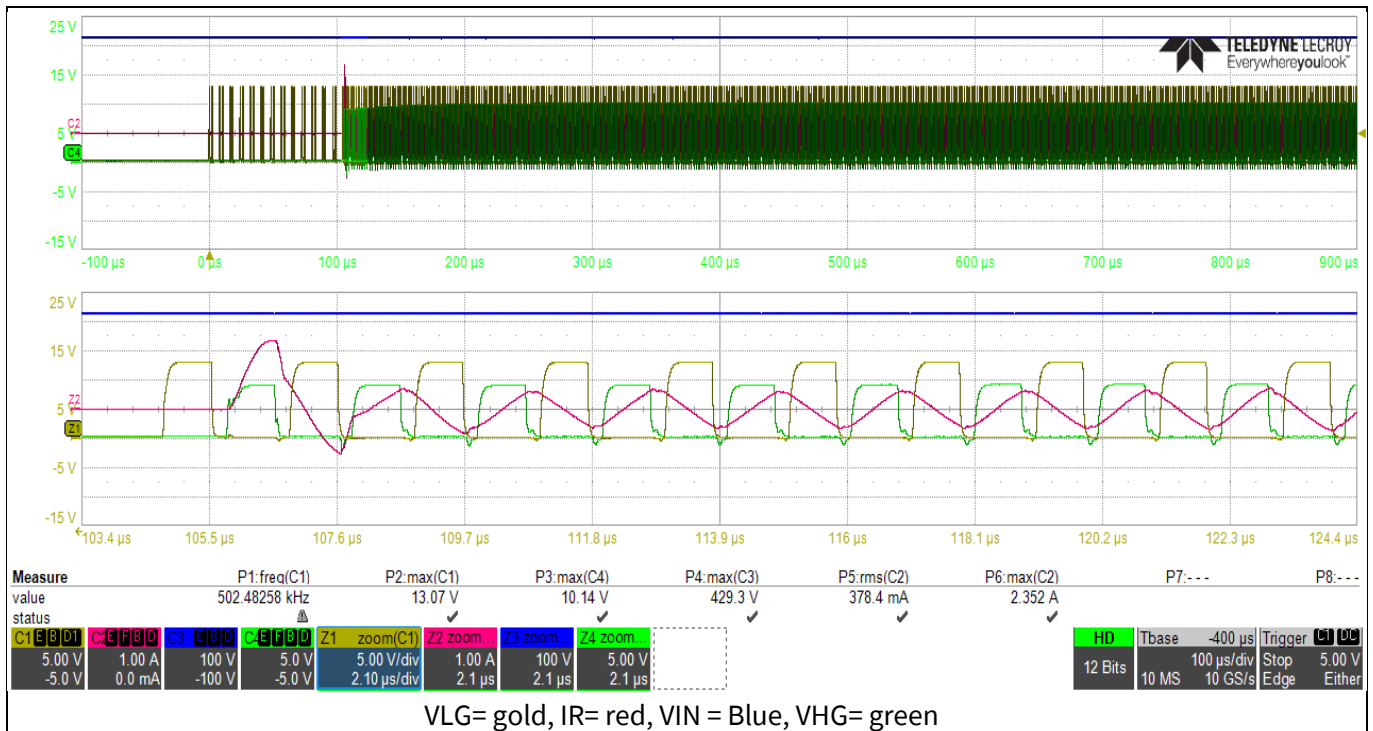 25 V
TELEDYNE LECROY
Everywhereyoulook™
15 V
C2
5 V
C4
-5 V
-15 V
-100 µs 0 µs 100 µs 200 µs 300 µs 400 µs 500 µs 600 µs 700 µs 800 µs 900 µs
25 V
15 V
Z2
5 V
Z1
-5 V
-15 V
103.4 µs 105.5 µs 107.6 µs 109.7 µs 111.8 µs 113.9 µs 116 µs 118.1 µs 120.2 µs 122.3 µs 124.4 µs
Measure P1:freq(C1) P2:max(C1) P3:max(C4) P4:max(C3) P5:rms(C2) P6:max(C2) P7:- - - P8:- - -
value 502.48258 kHz 13.07 V 10.14 V 429.3 V 378.4 mA 2.352 A
status
C1 E B D1 C2 E F B D C3 E B D C4 E F B D Z1 zoom(C1) Z2 zoom... Z3 zoom... Z4 zoom... HD Tbase -400 µs Trigger C1 DC
5.00 V 1.00 A 100 V 5.0 V 5.00 V/div 1.00 A 100 V 5.00 V 12 Bits 100 µs/div Stop 5.00 V
-5.0 V 0.0 mA -100 V -5.0 V 2.10 µs/div 2.1 µs 2.1 µs 2.1 µs 10 MS 10 GS/s Edge Either
VLG= gold, IR= red, VIN = Blue, VHG= green